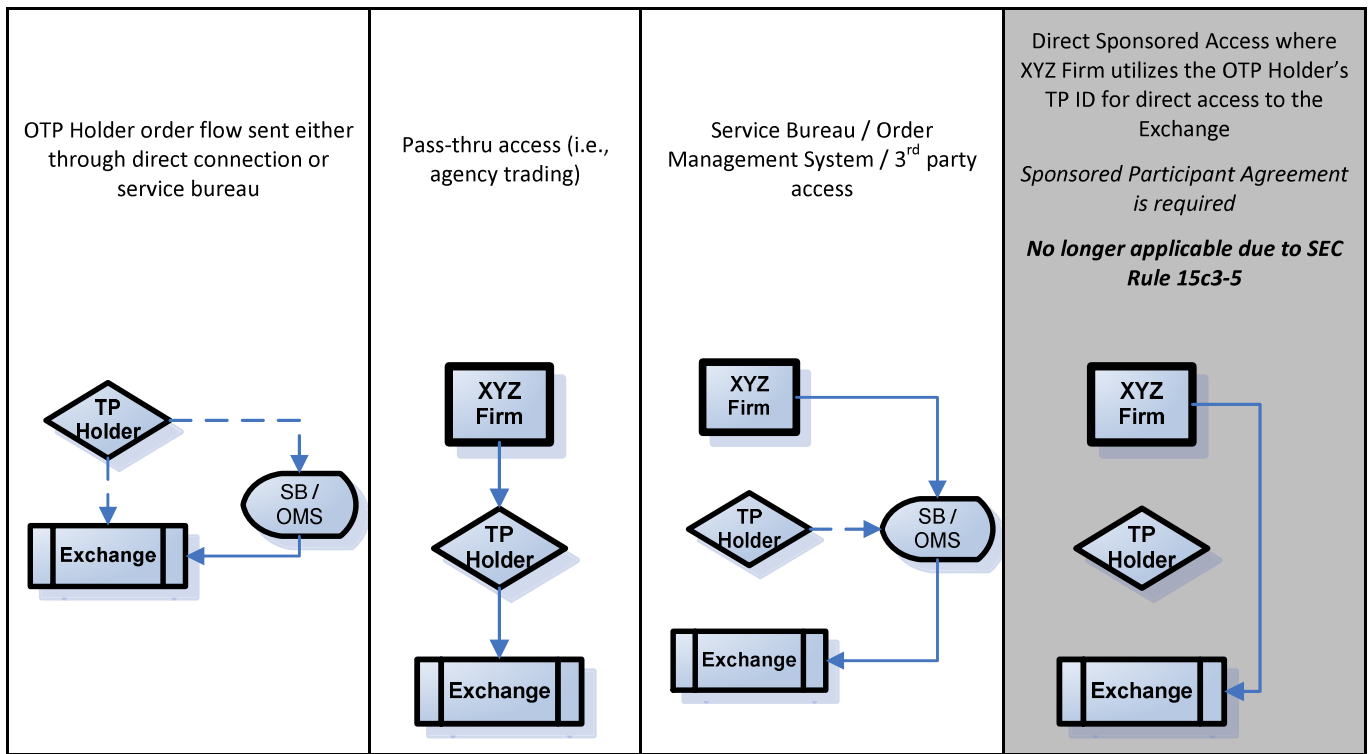 OTP Holder order flow sent either
through direct connection or
service bureau
TP
Holder
SB /
OMS
Exchange
Pass-thru access (i.e.,
agency trading)
XYZ
Firm
TP
Holder
Exchange
Service Bureau / Order
Management System / 3rd party
access
XYZ
Firm
TP
Holder
SB /
OMS
Exchange
Direct Sponsored Access where
XYZ Firm utilizes the OTP Holder’s
TP ID for direct access to the
Exchange
Sponsored Participant Agreement
is required
No longer applicable due to SEC
Rule 15c3-5
XYZ
Firm
TP
Holder
Exchange